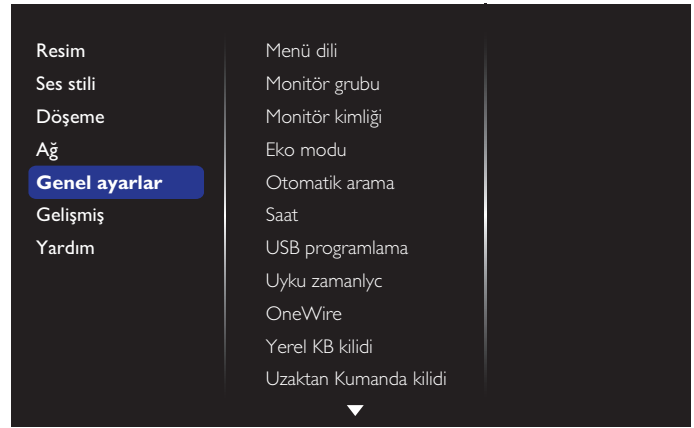 Resim
Ses stili
Döşeme
Ağ
Genel ayarlar
Gelişmiş
Yardım
Menü dili
Monitör grubu
Monitör kimliği
Eko modu
Otomatik arama
Saat
USB programlama
Uyku zamanlyc
OneWire
Yerel KB kilidi
Uzaktan Kumanda kilidi